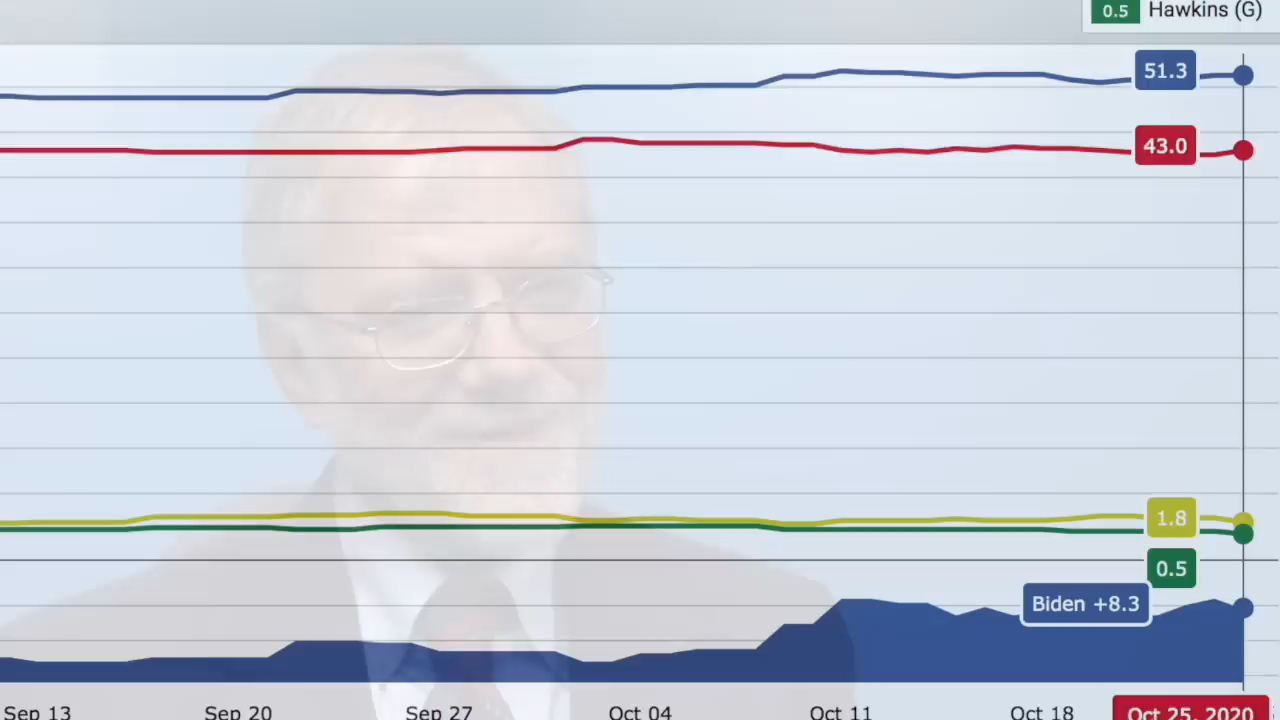 0.5 Hawkins (G)
51.3
43.0
1.8
0.5
Biden +8.3
Sep 13 Sep 20 Sep 27 Oct 04 Oct 11 Oct 18 Oct 25, 2020